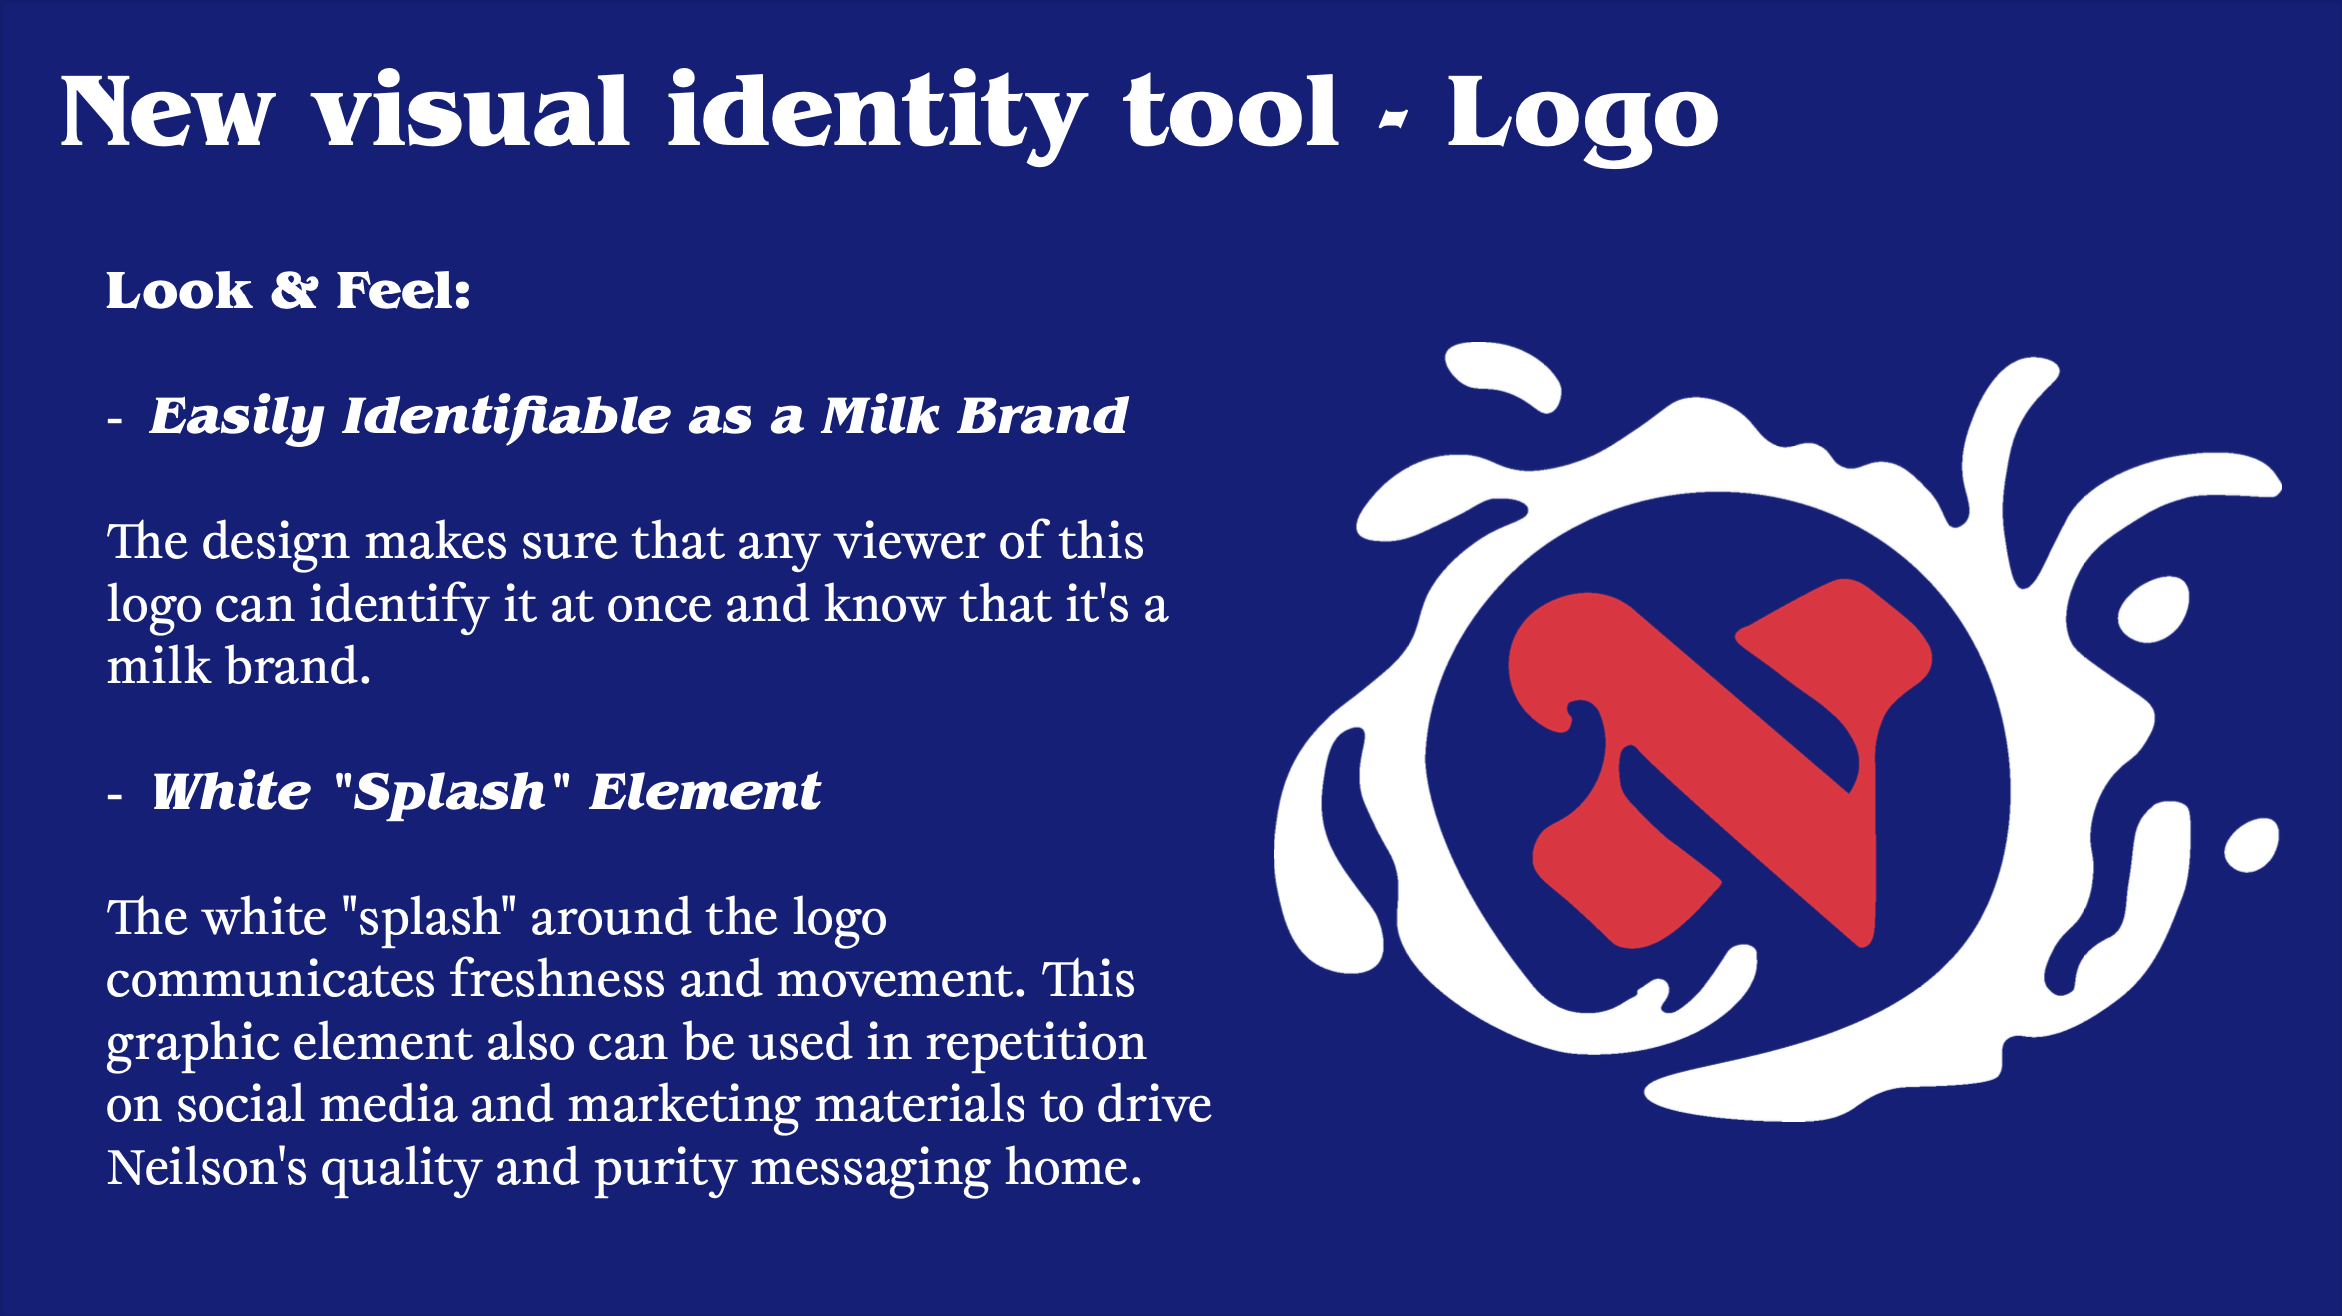 New visual identity tool - Logo
Look & Feel:
- Easily Identifiable as a Milk Brand
The design makes sure that any viewer of this
logo can identify it at once and know that it's a
milk brand.
- White "Splash" Element
The white "splash" around the logo
communicates freshness and movement. This
graphic element also can be used in repetition
on social media and marketing materials to drive
Neilson's quality and purity messaging home.
N